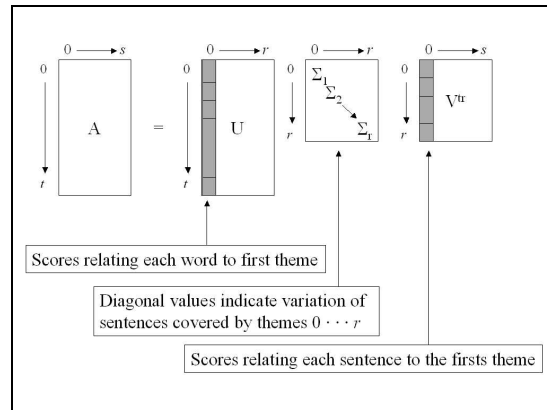 0 → s
0 → r
0 → r
0 → s
0
0
0
0
Σ1
Σ2
Σr
A
=
U
Vtr
r
r
t
t
Scores relating each word to first theme
Diagonal values indicate variation of
sentences covered by themes 0 · · · r
Scores relating each sentence to the firsts theme